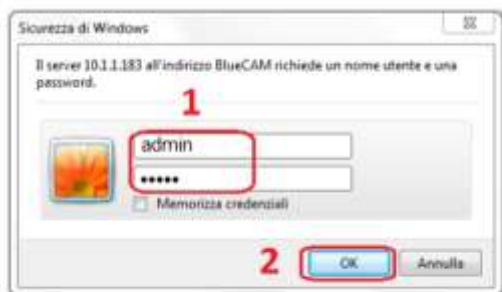 Sicurezza di Windows
Il server 10.1.1.183 all'indirizzo BlueCAM richiede un nome utente e una
password.
1
admin
•••••
Memorizza credenziali
2
OK
Annulla